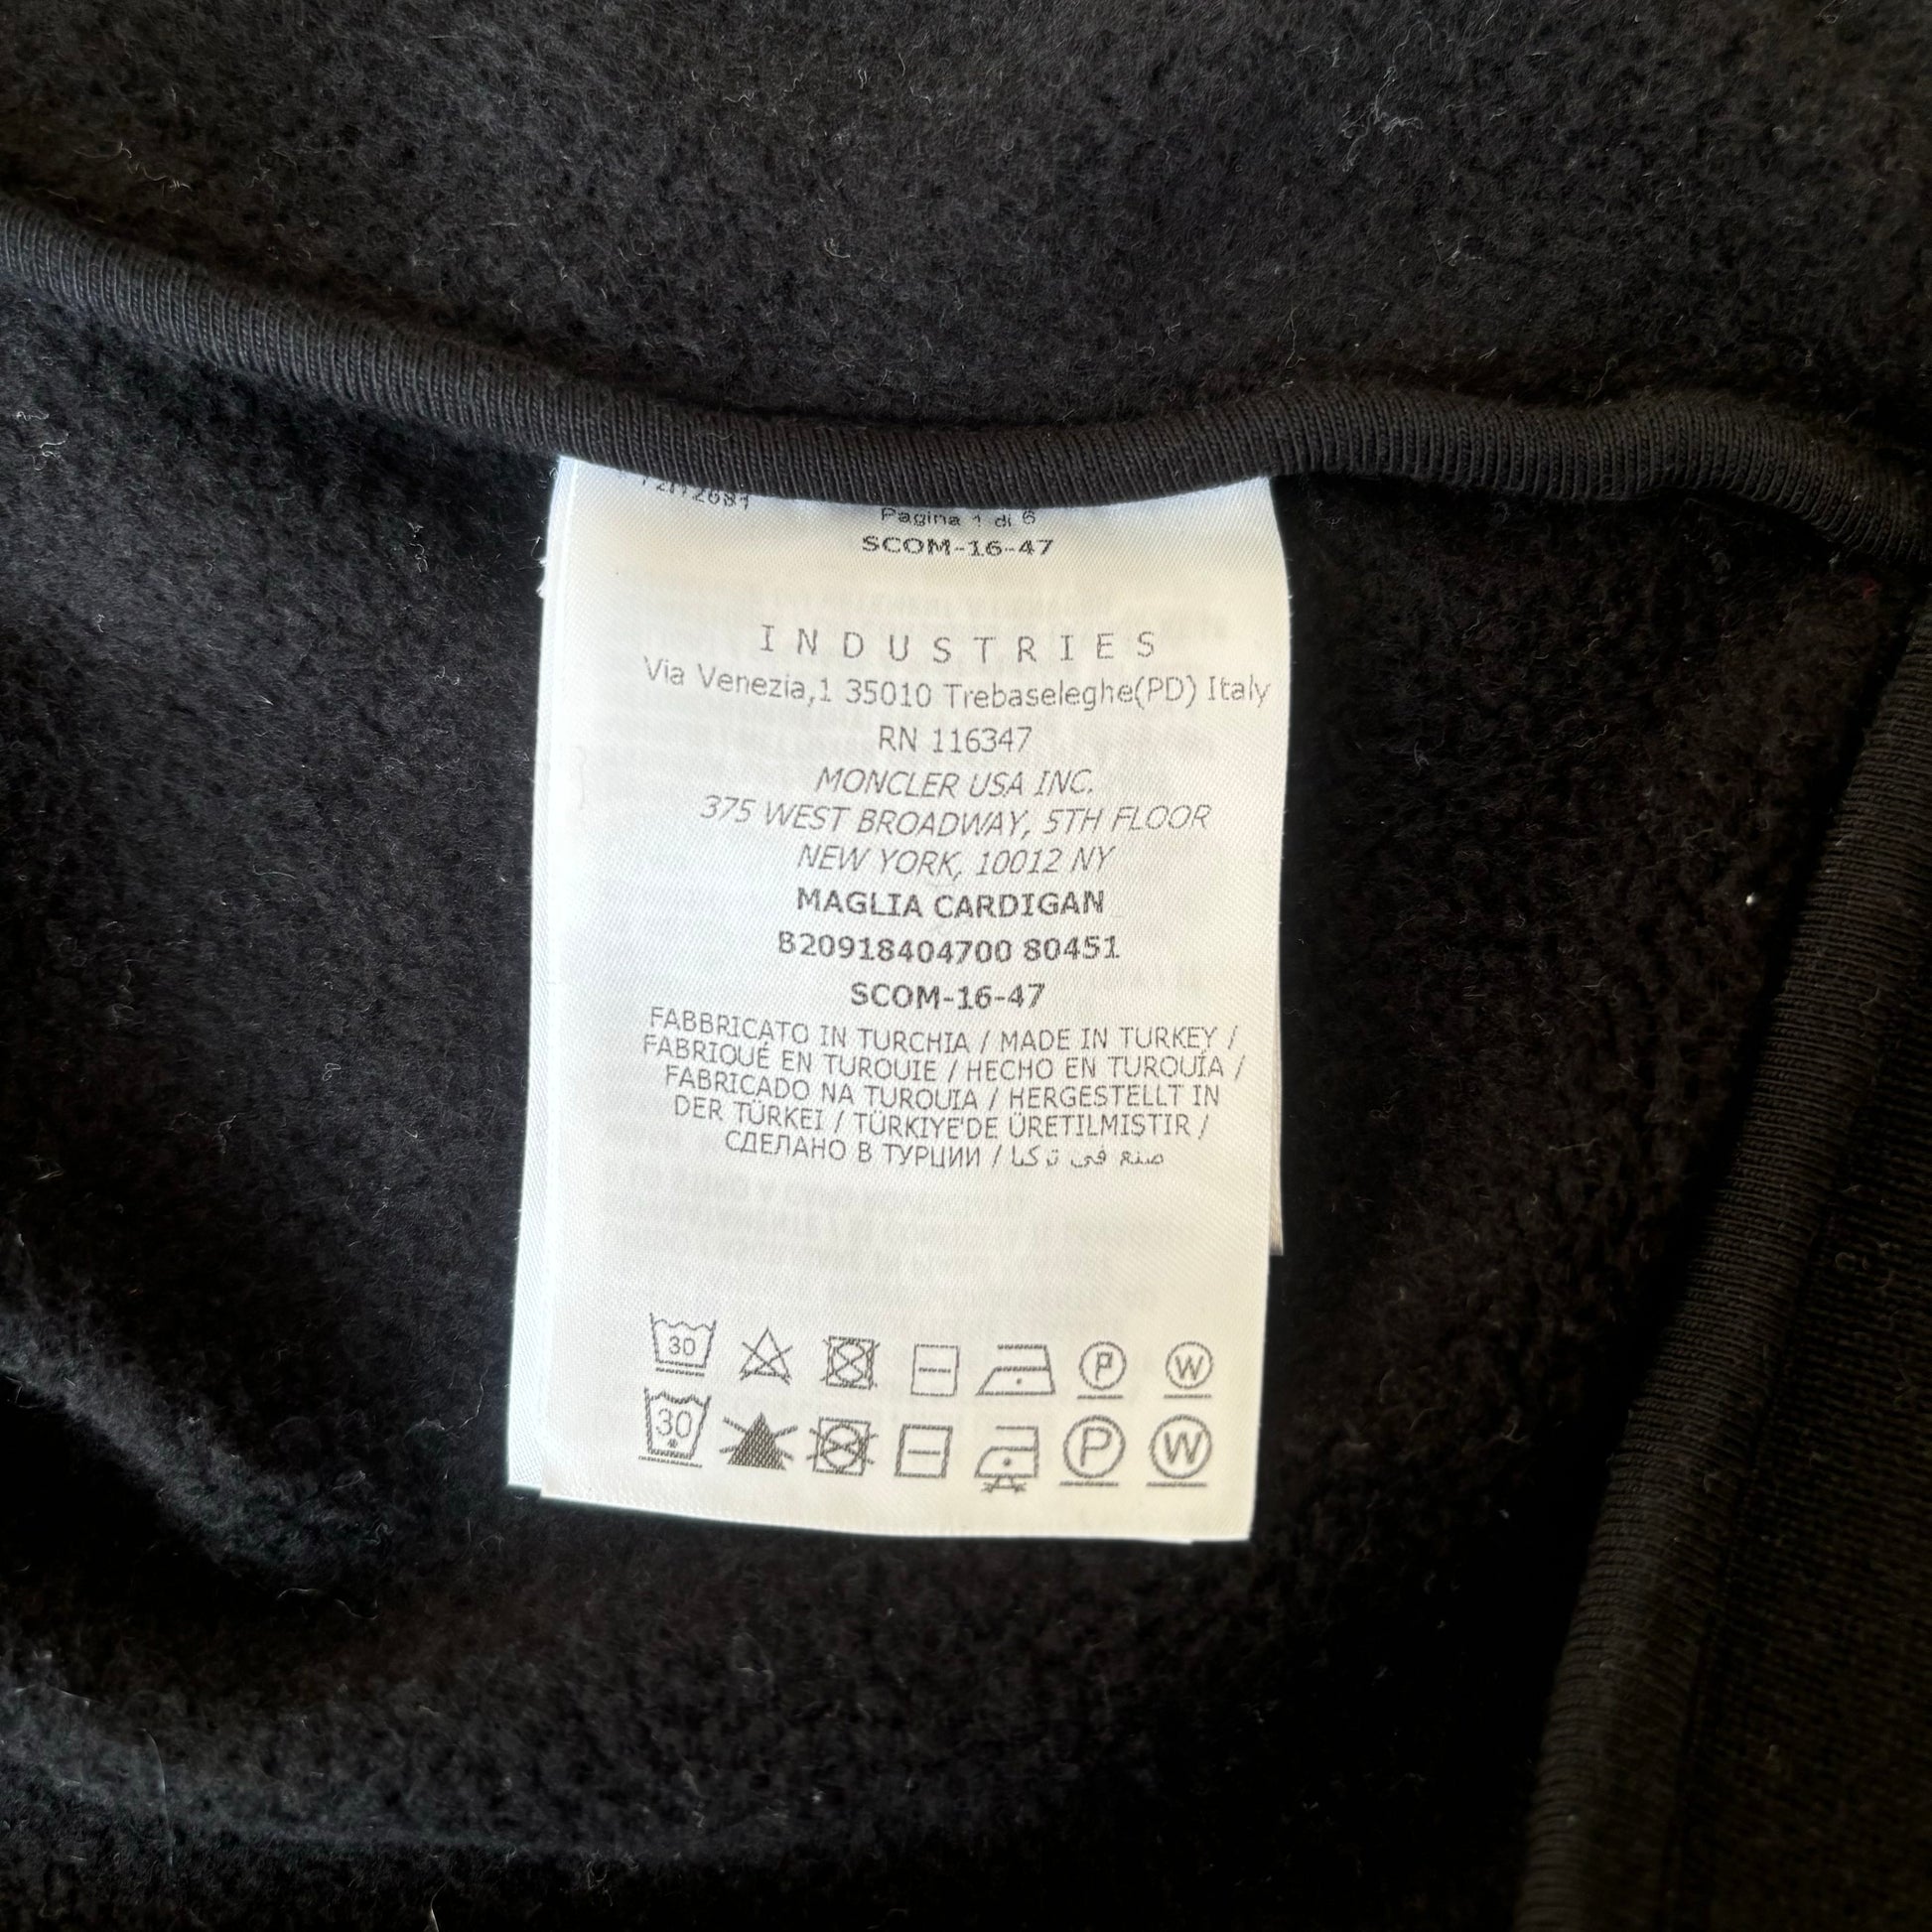 Pagina 1 di 6
SCOM-16-47
INDUSTRIES
Via Venezia,1 35010 Trebaseleghe(PD) Italy
RN 116347
MONCLER USA INC.
375 WEST BROADWAY, 5TH FLOOR
NEW YORK, 10012 NY
MAGLIA CARDIGAN
B20918404700 80451
SCOM-16-47
FABBRICATO IN TURCHIA / MADE IN TURKEY /
FABRIQUÉ EN TURQUIE / HECHO EN TURQUÍA /
FABRICADO NA TURQUIA / HERGESTELLT IN
DER TÜRKEI / TÜRKIYE'DE ÜRETILMISTIR /
СДЕЛАНО В ТУРЦИИ / صنع في
30 P W
30 P W